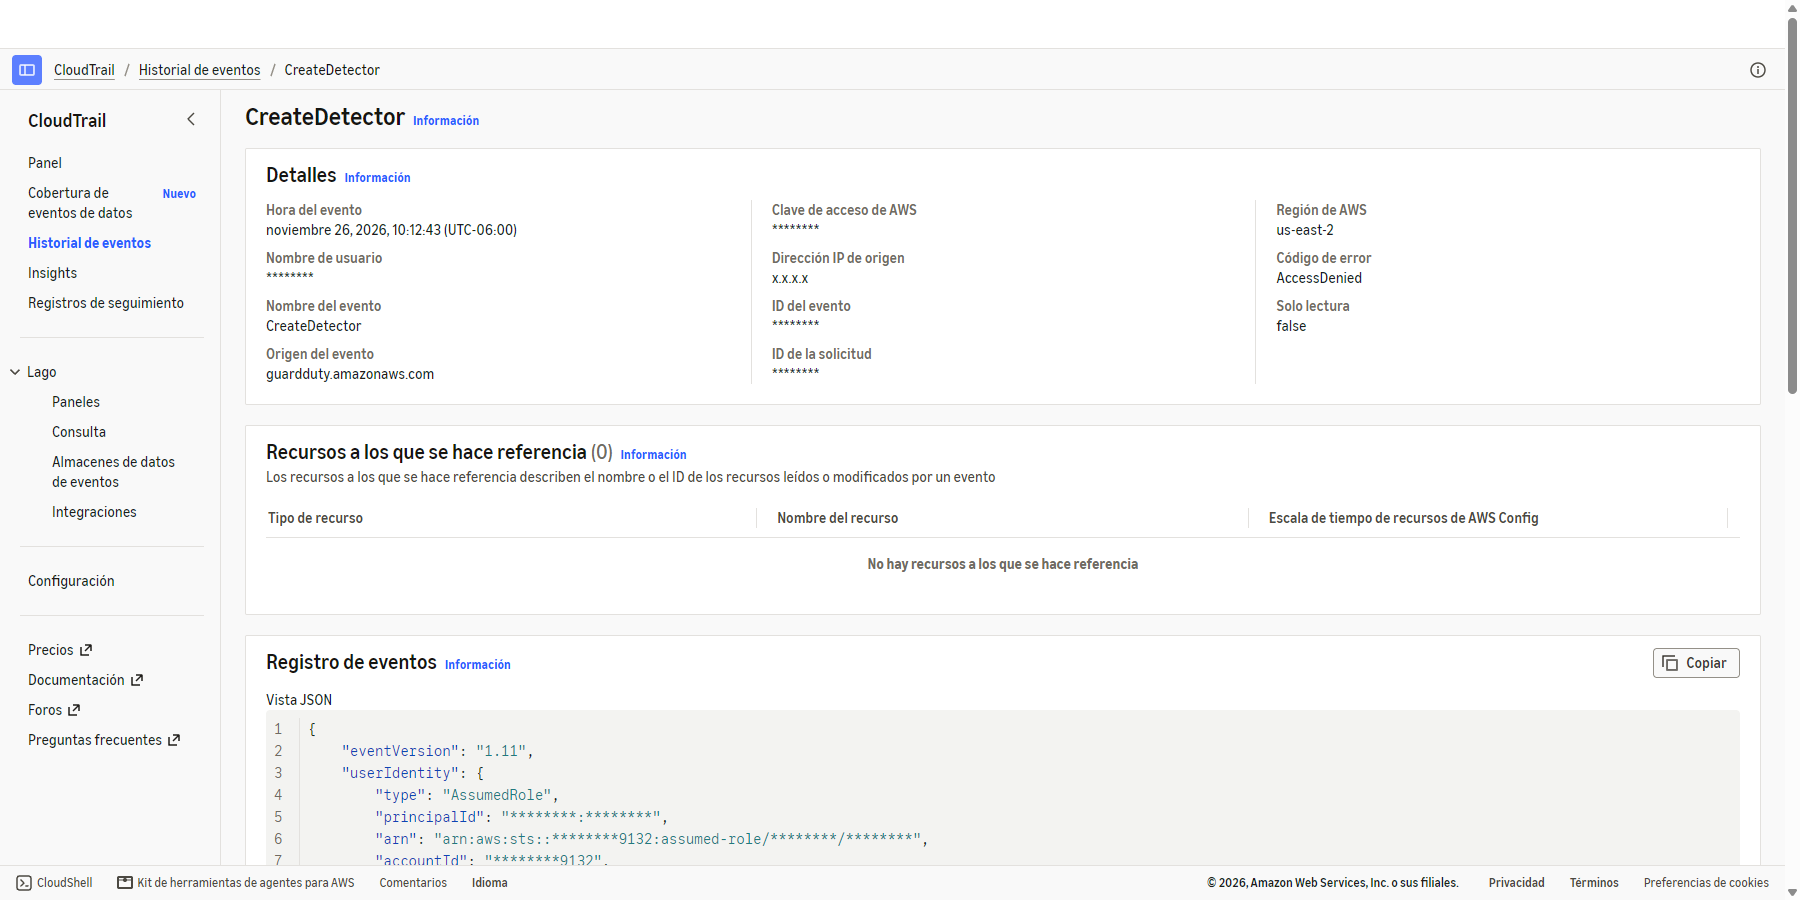 CloudTrail / Historial de eventos / CreateDetector
CloudTrail
Panel
Cobertura de eventos de datos Nuevo
Historial de eventos
Insights
Registros de seguimiento
Lago
Paneles
Consulta
Almacenes de datos
de eventos
Integraciones
Configuración
Precios
Documentación
Foros
Preguntas frecuentes
CreateDetector Información
Detalles Información
Hora del evento
noviembre 26, 2026, 10:12:43 (UTC-06:00)
Nombre de usuario
********
Nombre del evento
CreateDetector
Origen del evento
guardduty.amazonaws.com
Clave de acceso de AWS
********
Dirección IP de origen
x.x.x.x
ID del evento
********
ID de la solicitud
********
Región de AWS
us-east-2
Código de error
AccessDenied
Solo lectura
false
Recursos a los que se hace referencia (0) Información
Los recursos a los que se hace referencia describen el nombre o el ID de los recursos leídos o modificados por un evento
Tipo de recurso Nombre del recurso Escala de tiempo de recursos de AWS Config
No hay recursos a los que se hace referencia
Registro de eventos Información
Copiar
Vista JSON
1 {
2 "eventVersion": "1.11",
3 "userIdentity": {
4 "type": "AssumedRole",
5 "principalId": "********:********",
6 "arn": "arn:aws:sts::********9132:assumed-role/********/********",
7 "accountId": "********9132",
CloudShell Kit de herramientas de agentes para AWS Comentarios Idioma © 2026, Amazon Web Services, Inc. o sus filiales. Privacidad Términos Preferencias de cookies